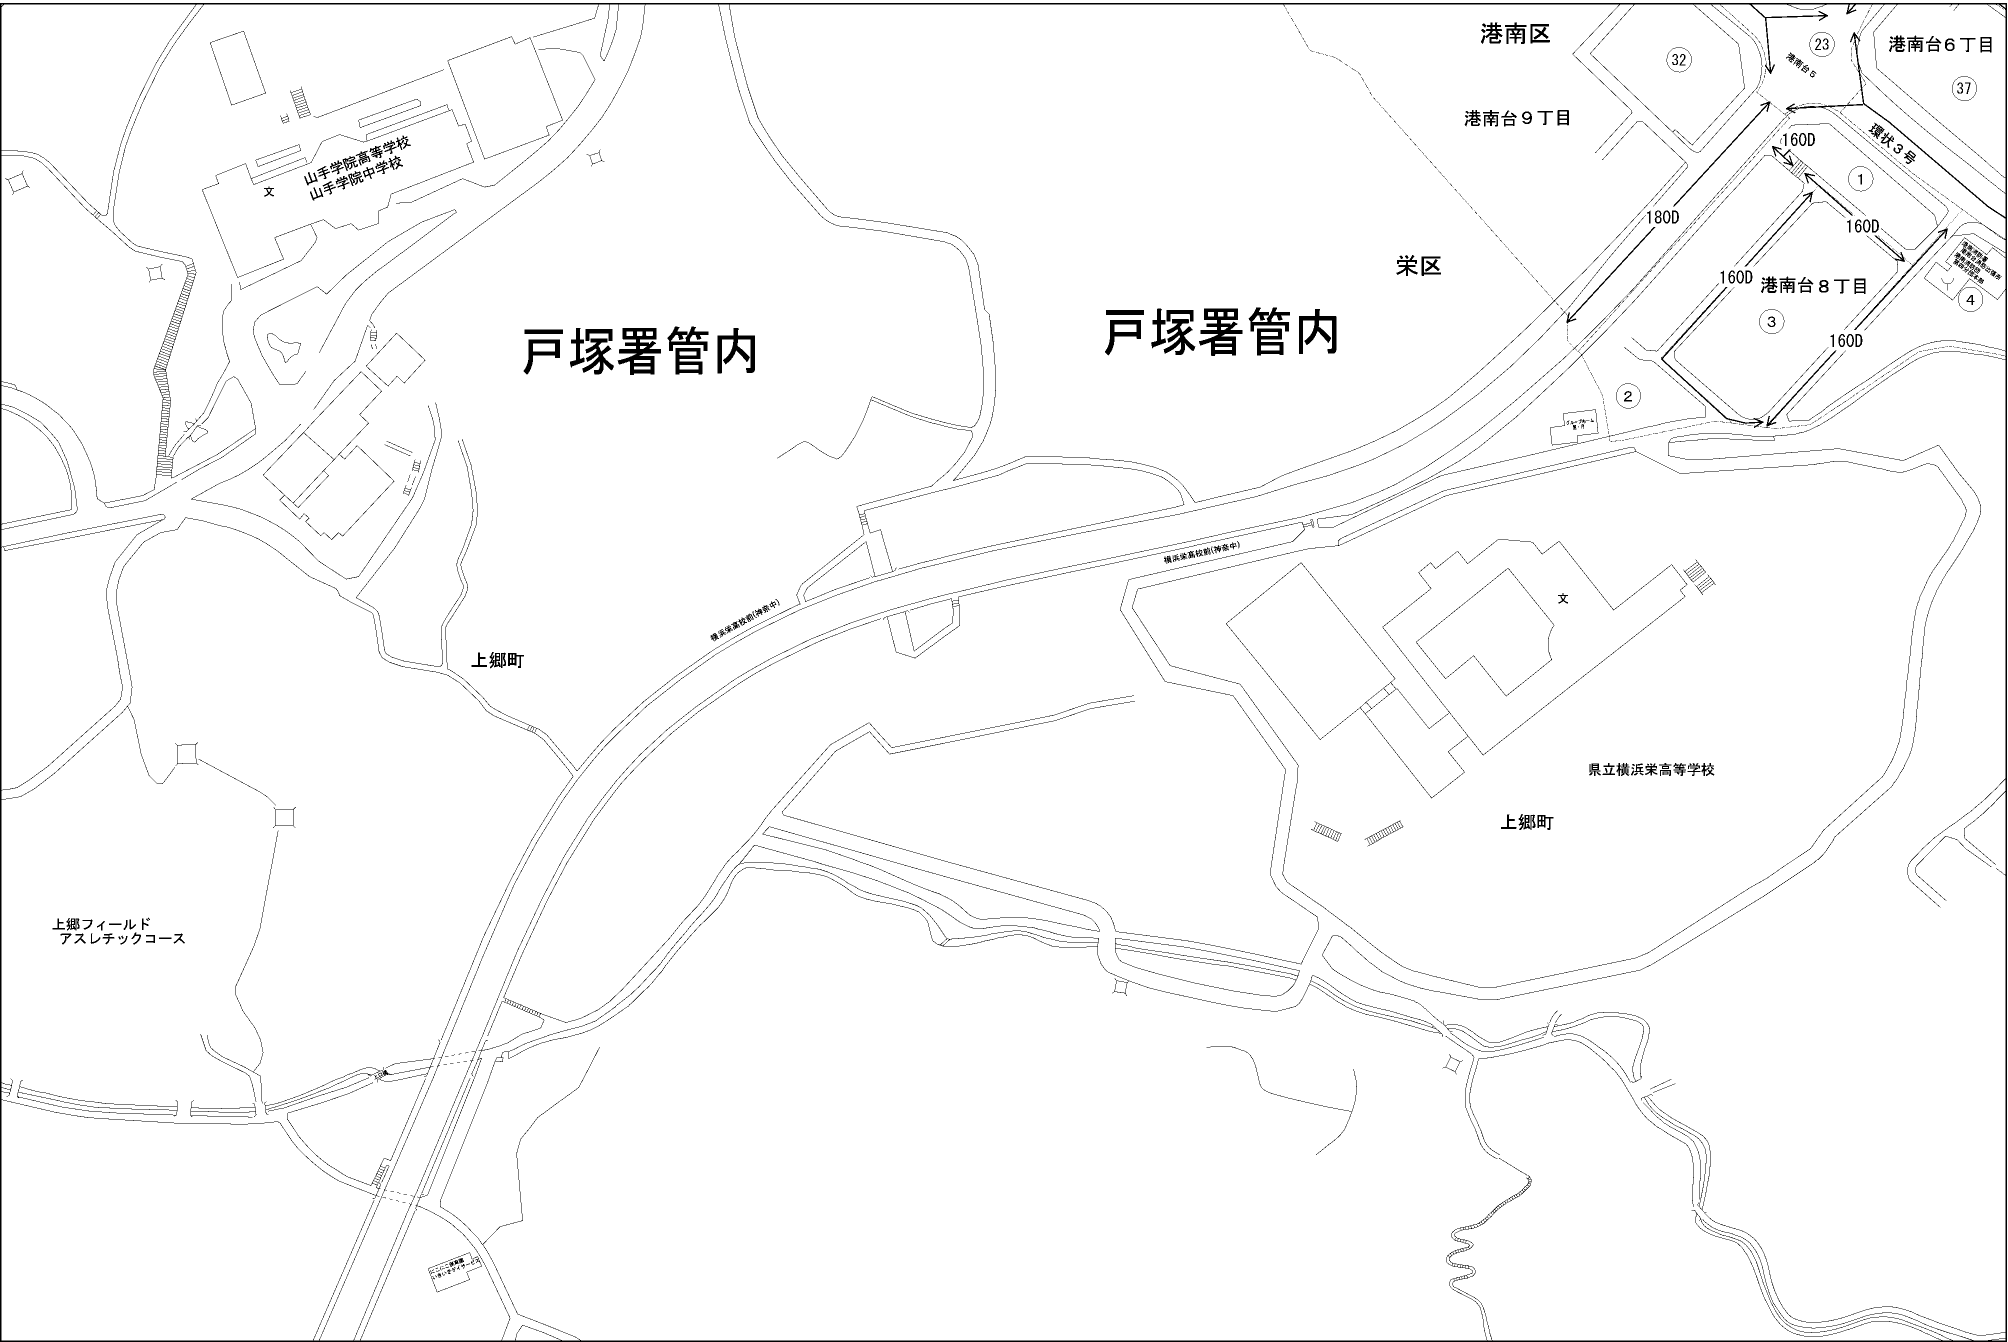 港南区
32
23
港南台6丁目
港南台5
37
港南台9丁目
環状3号
160D
1
山手学院高等学校
山手学院中学校
文
180D
160D
栄区
160D
港南台8丁目
4
3
戸塚署管内
戸塚署管内
160D
2
横浜栄高校前(神奈中)
文
横浜栄高校前(神奈中)
上郷町
県立横浜栄高等学校
上郷町
上郷フィールド
アスレチックコース